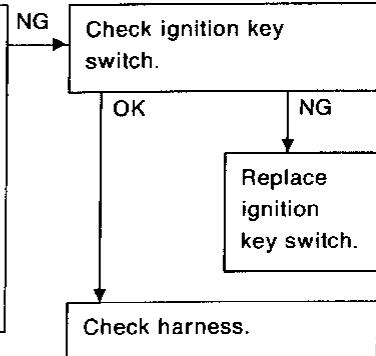 NG
Check ignition key
switch.
OK
NG
Replace
ignition
key switch.
Check harness.